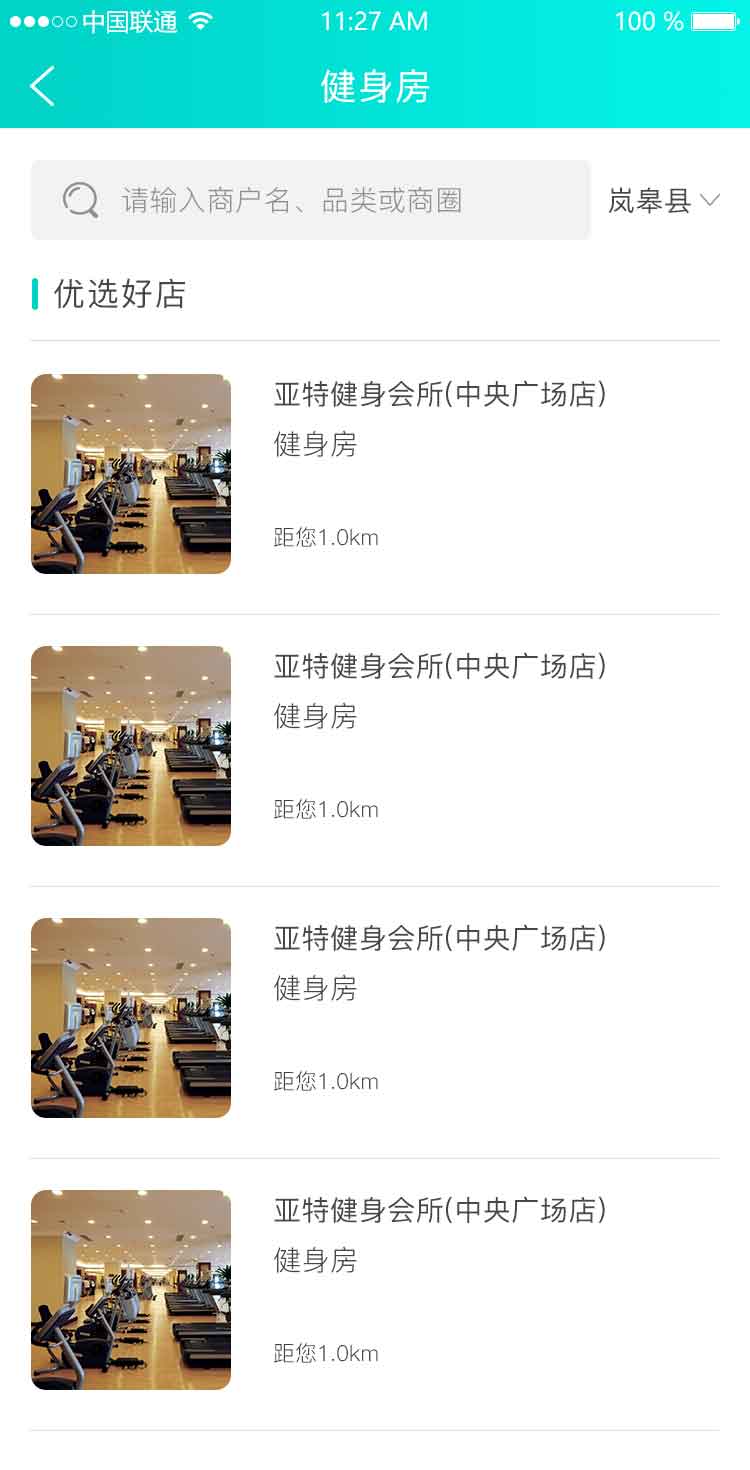 中国联通 11:27 AM 100 %
健身房
请输入商户名、品类或商圈 岚皋县
优选好店
亚特健身会所(中央广场店)
健身房
距您1.0km
亚特健身会所(中央广场店)
健身房
距您1.0km
亚特健身会所(中央广场店)
健身房
距您1.0km
亚特健身会所(中央广场店)
健身房
距您1.0km